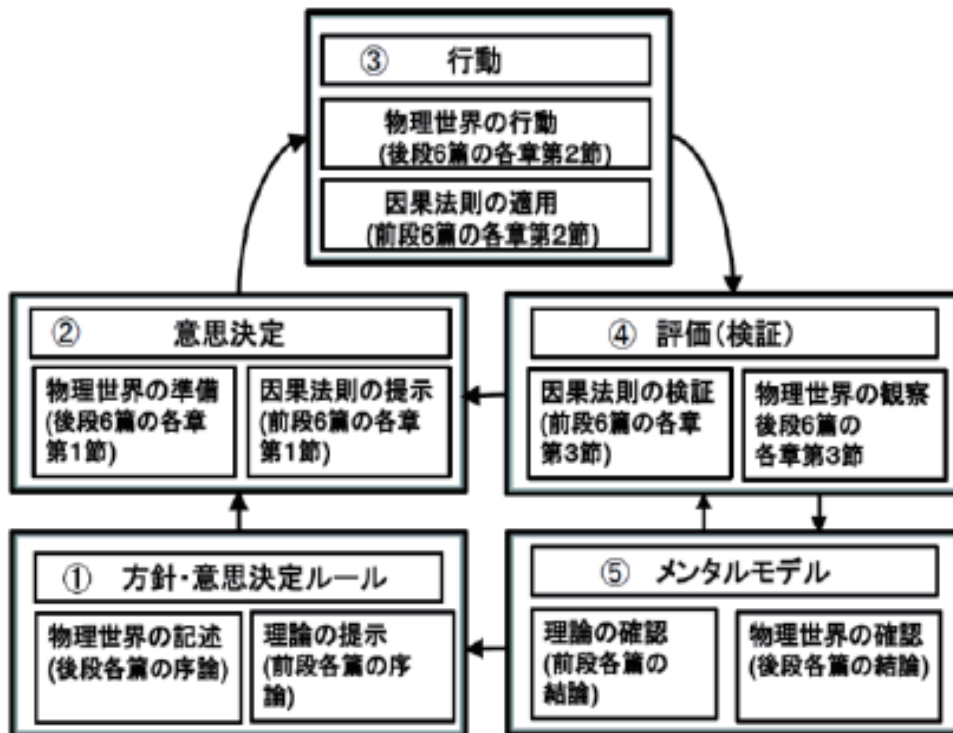 ③ 行動
物理世界の行動
(後段6篇の各章第2節)
因果法則の適用
(前段6篇の各章第2節)
② 意思決定
物理世界の準備
(後段6篇の各章
第1節)
因果法則の提示
(前段6篇の各章
第1節)
④ 評価(検証)
因果法則の検証
(前段6篇の各章
第3節)
物理世界の観察
後段6篇の
各章第3節
① 方針・意思決定ルール
物理世界の記述
(後段各篇の序論)
理論の提示
(前段各篇の序
論)
⑤ メンタルモデル
理論の確認
(前段各篇の
結論)
物理世界の確認
(後段各篇の結論)